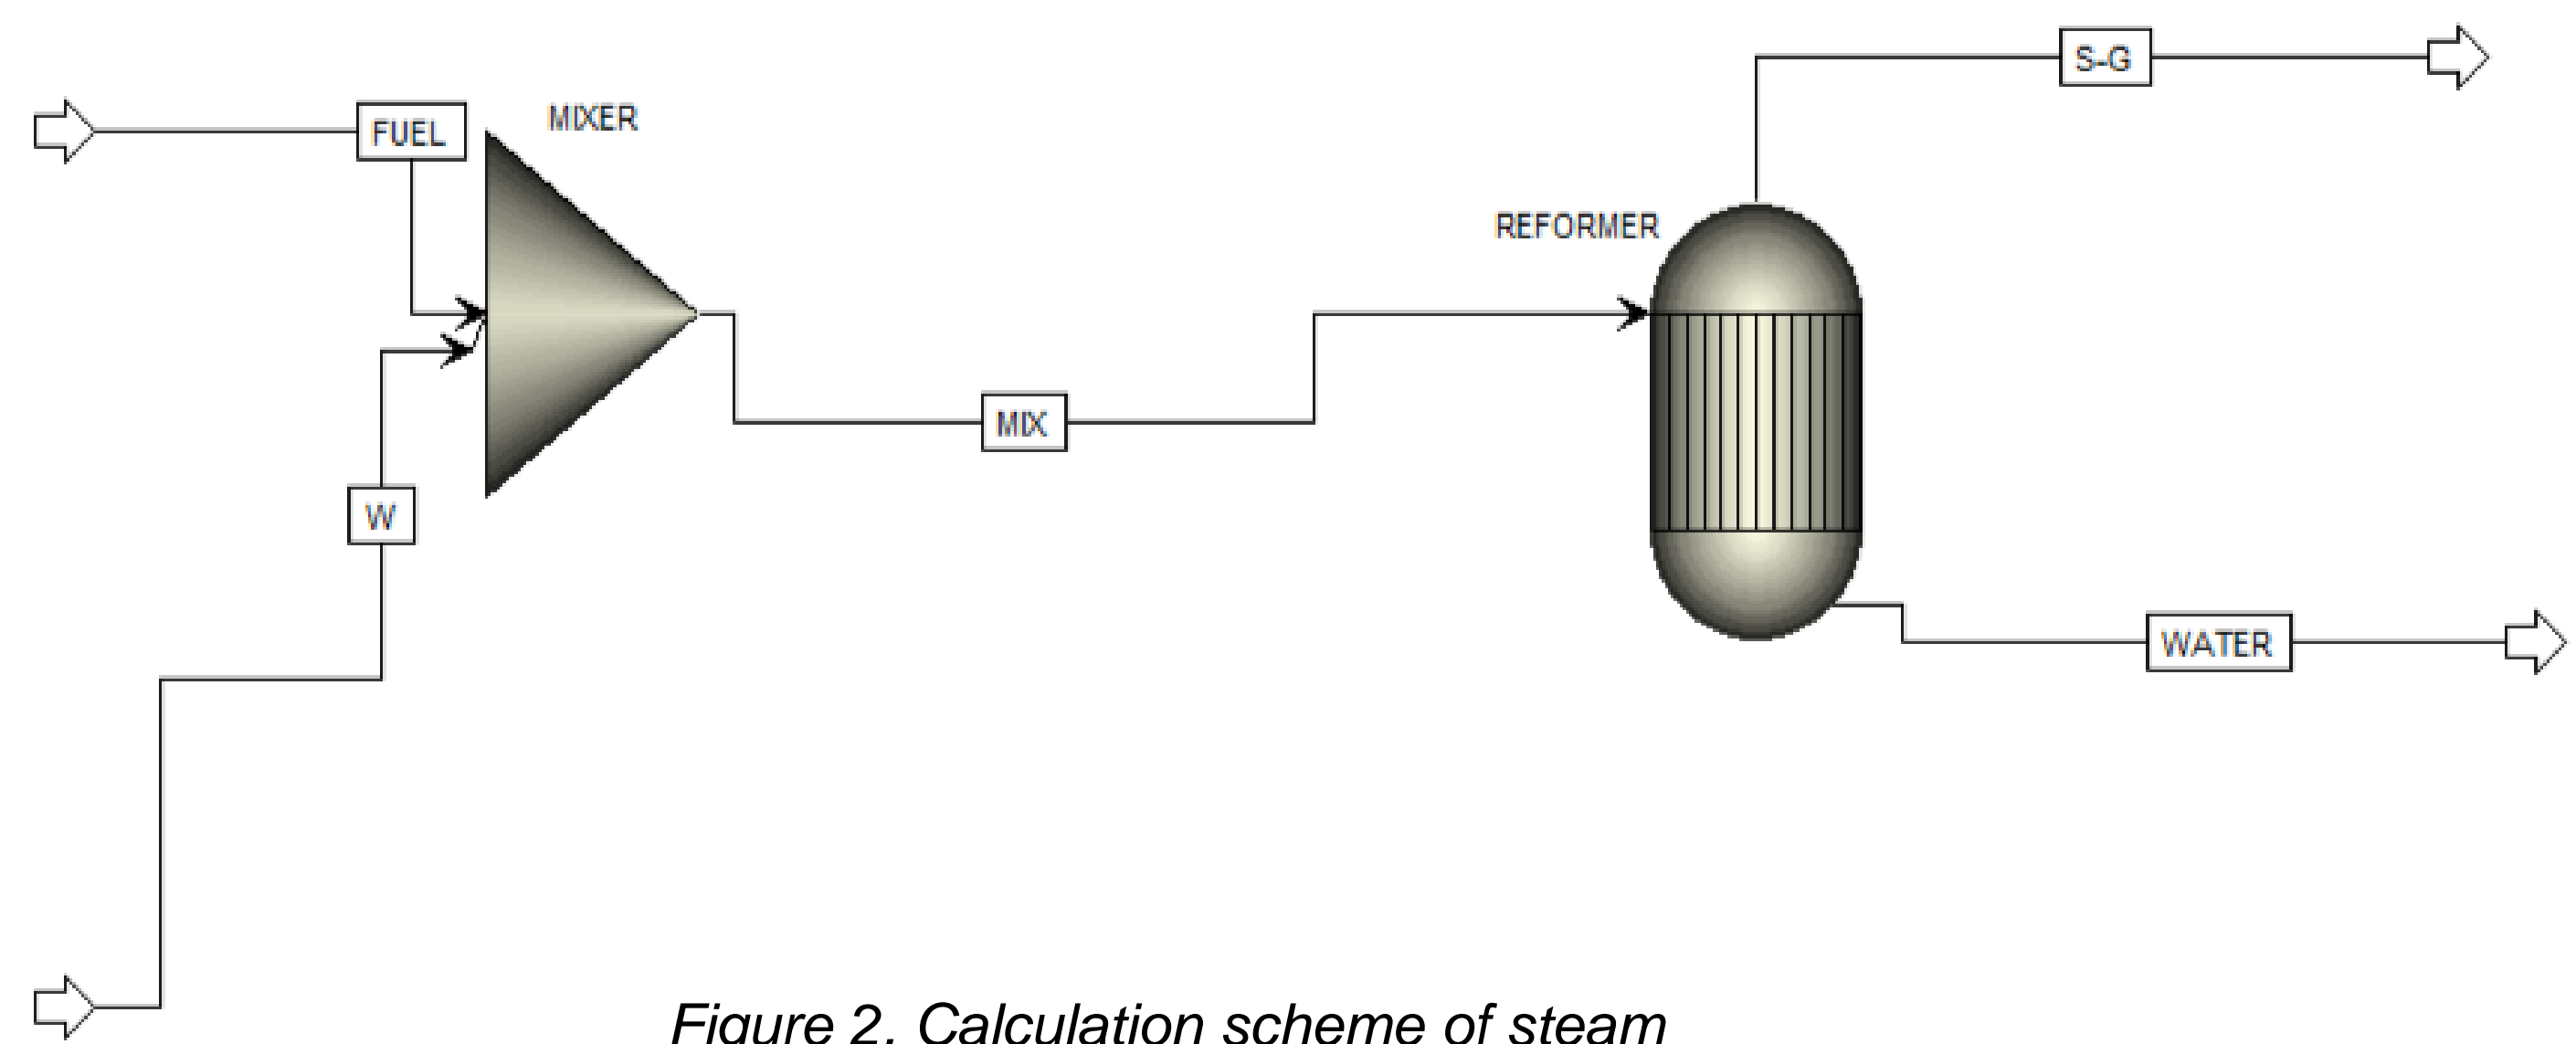 S-G
FUEL
MIXER
REFORMER
MIX
W
WATER
Figure 2. Calculation scheme of steam